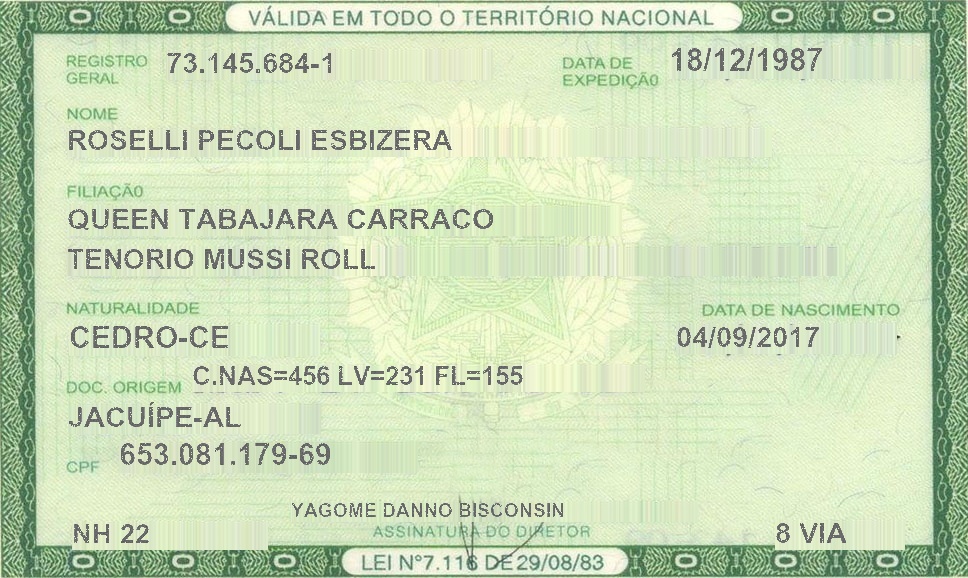 VÁLIDA EM TODO O TERRITÓRIO NACIONAL
REGISTRO GERAL 73.145.684-1 DATA DE EXPEDIÇÃO 18/12/1987
NOME
ROSELLI PECOLI ESBIZERA
FILIAÇÃO
QUEEN TABAJARA CARRACO
TENORIO MUSSI ROLL
NATURALIDADE DATA DE NASCIMENTO
CEDRO-CE 04/09/2017
DOC. ORIGEM C.NAS=456 LV=231 FL=155
JACUÍPE-AL
CPF 653.081.179-69
YAGOME DANNO BISCONSIN
ASSINATURA DO DIRETOR
NH 22 8 VIA
LEI Nº7.116 DE 29/08/83